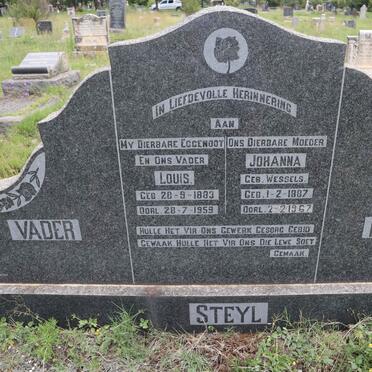 In Liefdevolle Herinnering
Aan
My Dierbare Eggenoot
En Ons Vader
Louis
Geb. 28-9-1883
Oorl. 28-7-1959
Ons Dierbare Moeder
Johanna
Geb. Wessels
Geb. 1-2-1887
Oorl. 2-2-1967
Hulle Het Vir Ons Gewerk Gesorg Gebid
Gewaak Hulle Het Vir Ons Die Lewe Soet
Gemaak
Vader
Steyl